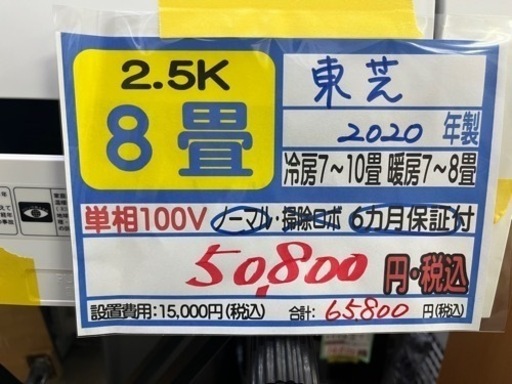 2.5K
8畳
東芝
2020 年製
冷房7～10畳 暖房7～8畳
単相100V ノーマル・掃除ロボ 6カ月保証付
50,800 円・税込
設置費用:15,000円(税込) 合計: 65800 円(税込)